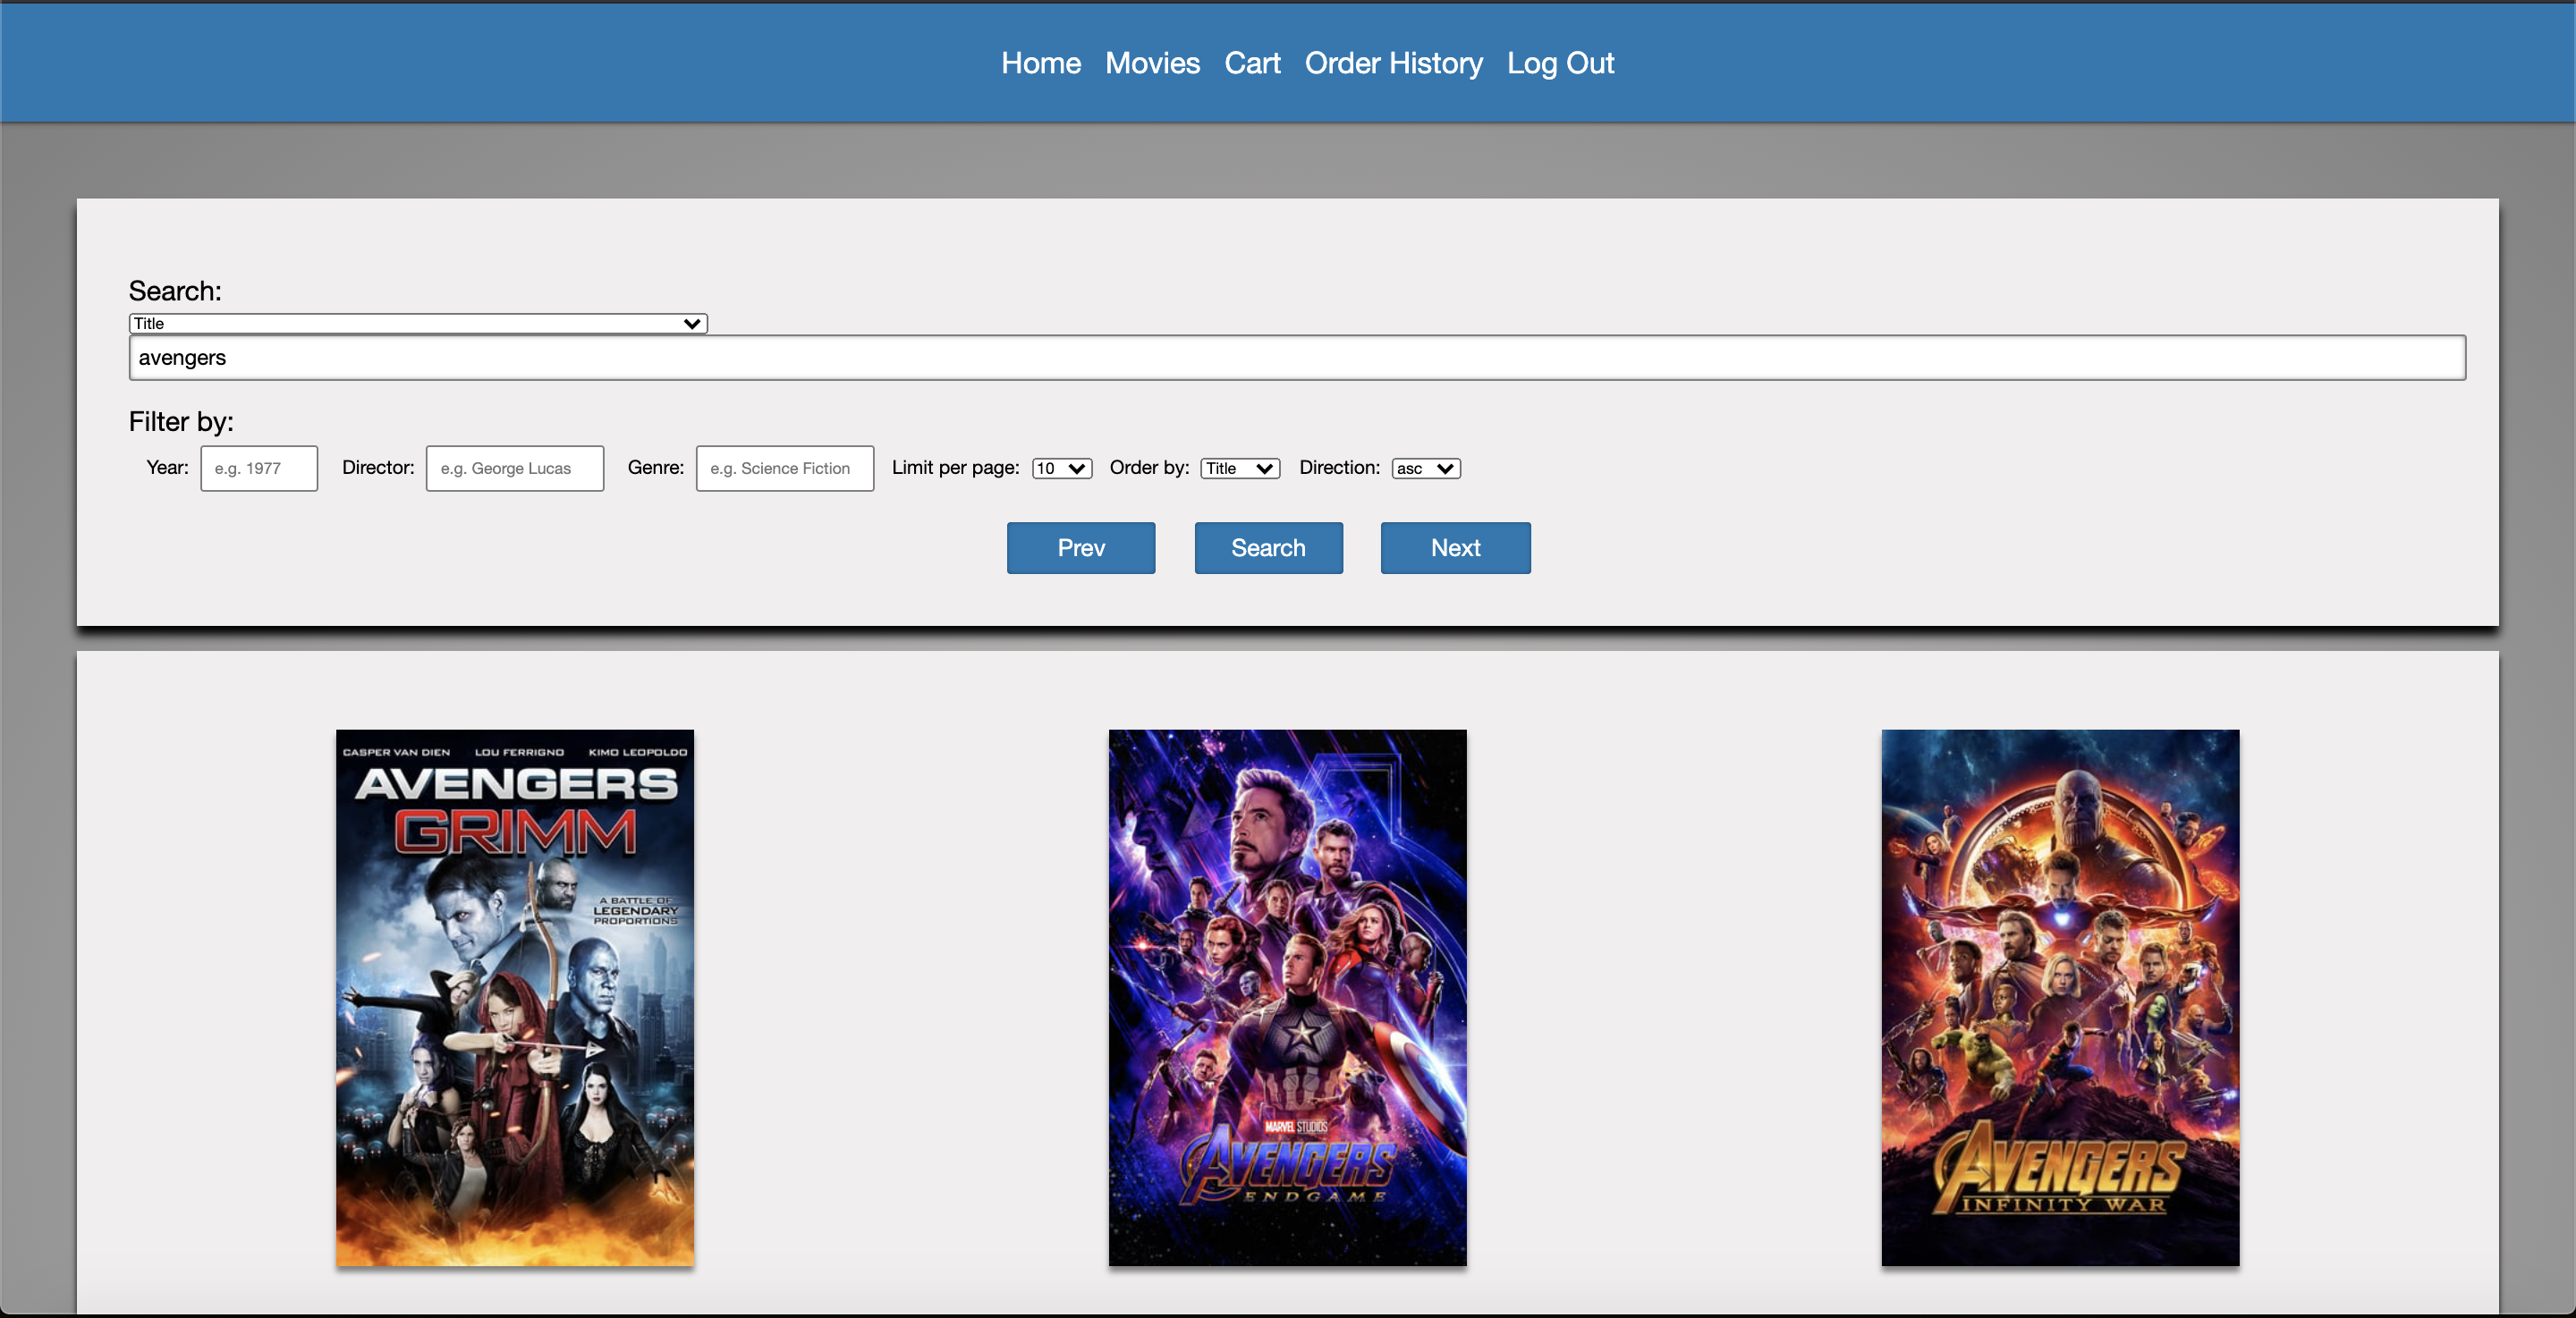 Home Movies Cart Order History Log Out
Search:
Title
avengers
Filter by:
Year: e.g. 1977 Director: e.g. George Lucas Genre: e.g. Science Fiction Limit per page: 10 Order by: Title Direction: asc
Prev Search Next
CASPER VAN DIEN LOU FERRIGNO KIMO LEOPOLDO
AVENGERS
GRIMM
A BATTLE OF
LEGENDARY
PROPORTIONS
MARVEL STUDIOS
AVENGERS
ENDGAME
AVENGERS
INFINITY WAR